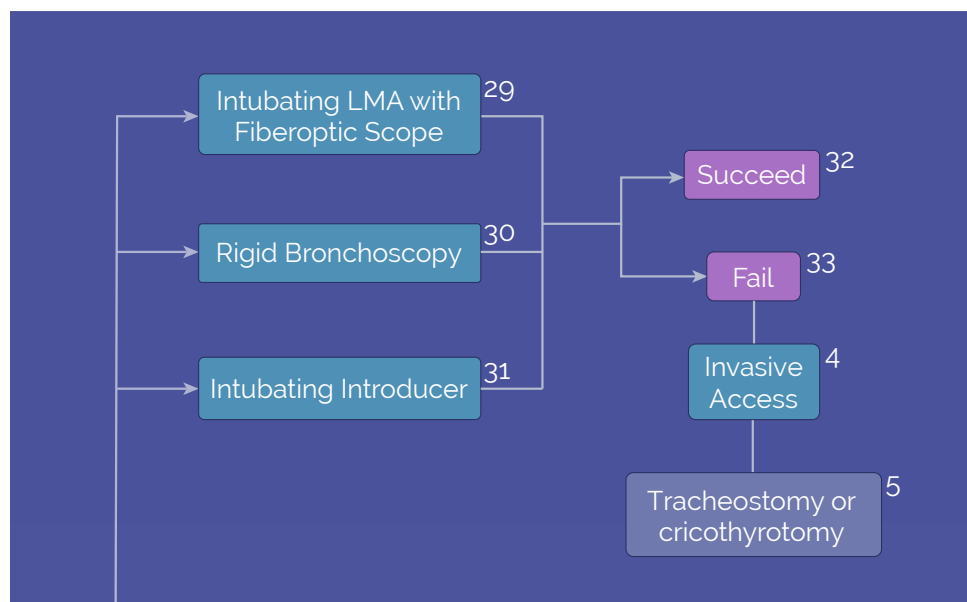 Intubating LMA with
Fiberoptic Scope
29
Rigid Bronchoscopy
30
Intubating Introducer
31
Succeed
32
Fail
33
Invasive
Access
4
Tracheostomy or
cricothyrotomy
5